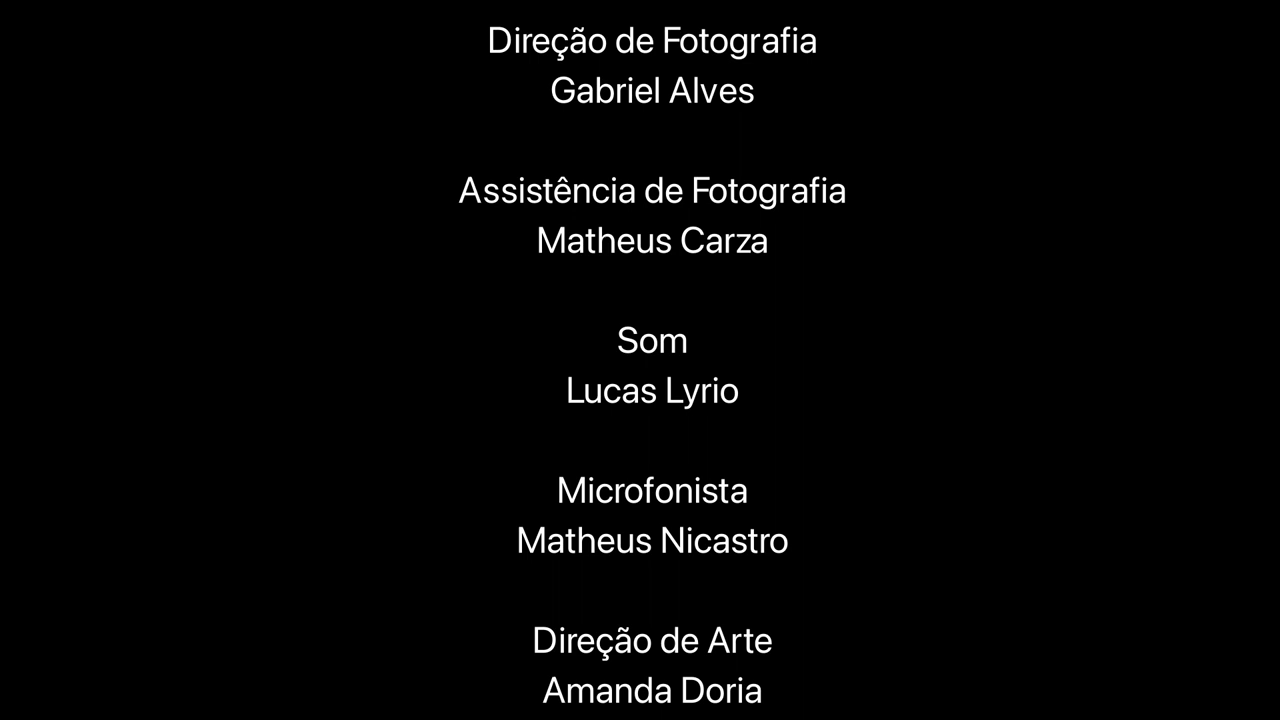 Direção de Fotografia
Gabriel Alves
Assistência de Fotografia
Matheus Carza
Som
Lucas Lyrio
Microfonista
Matheus Nicastro
Direção de Arte
Amanda Doria